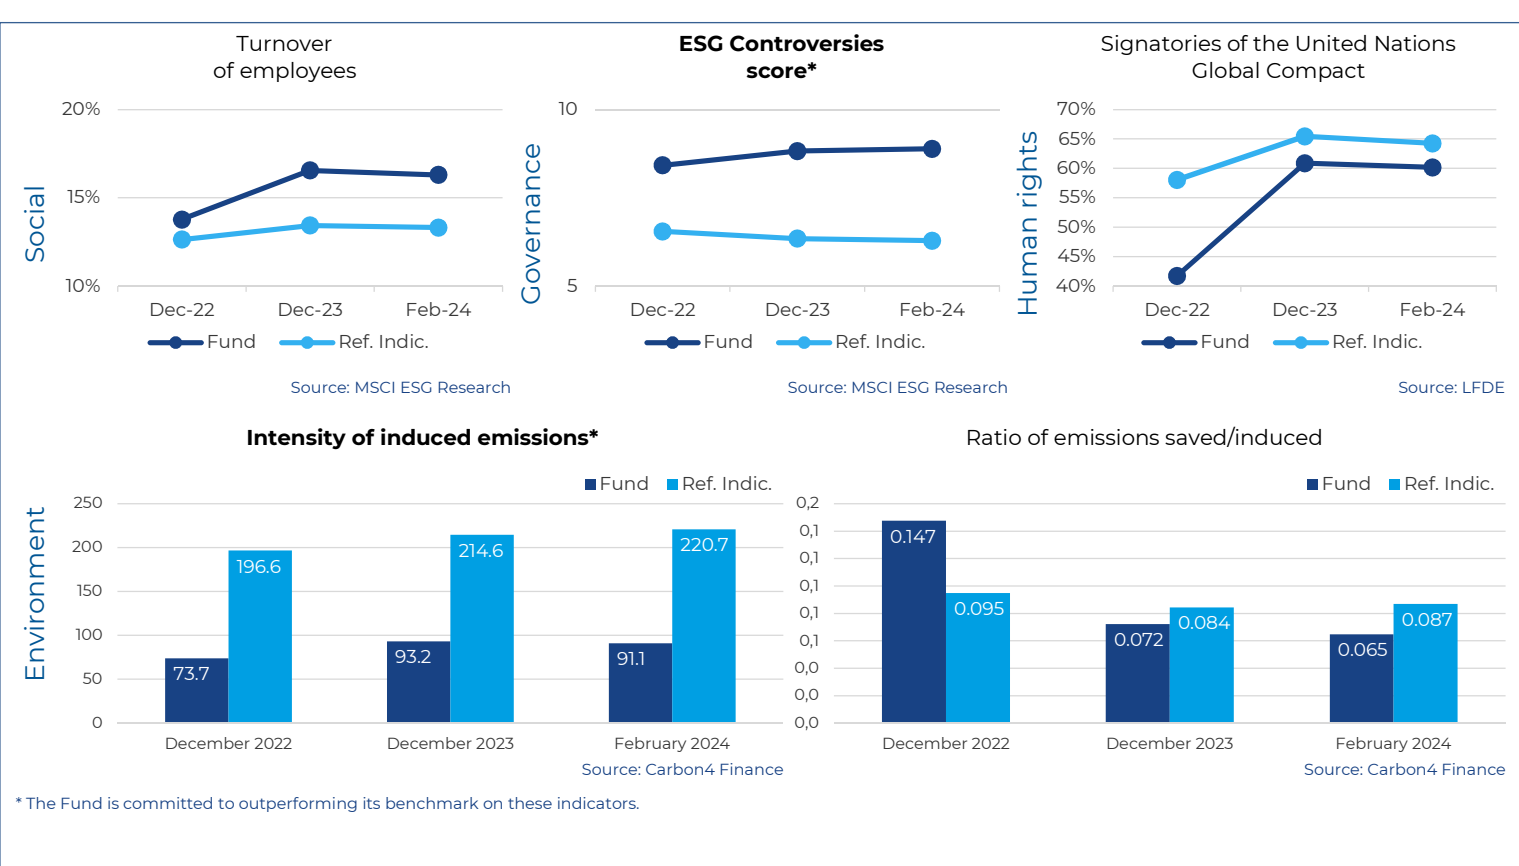 Turnover
of employees
20%
15%
10%
Social
Dec-22
Dec-23
Feb-24
Fund
Ref. Indic.
Source: MSCI ESG Research
ESG Controversies
score*
10
5
Governance
Dec-22
Dec-23
Feb-24
Fund
Ref. Indic.
Source: MSCI ESG Research
Signatories of the United Nations
Global Compact
70%
65%
60%
55%
50%
45%
40%
Human rights
Dec-22
Dec-23
Feb-24
Fund
Ref. Indic.
Source: LFDE
Intensity of induced emissions*
Fund
Ref. Indic.
Environment
250
200
150
100
50
0
73.7
196.6
93.2
214.6
91.1
220.7
December 2022
December 2023
February 2024
Source: Carbon4 Finance
Ratio of emissions saved/induced
Fund
Ref. Indic.
0,2
0,1
0,1
0,1
0,1
0,1
0,0
0,0
0,0
0.147
0.095
0.072
0.084
0.065
0.087
December 2022
December 2023
February 2024
Source: Carbon4 Finance
* The Fund is committed to outperforming its benchmark on these indicators.